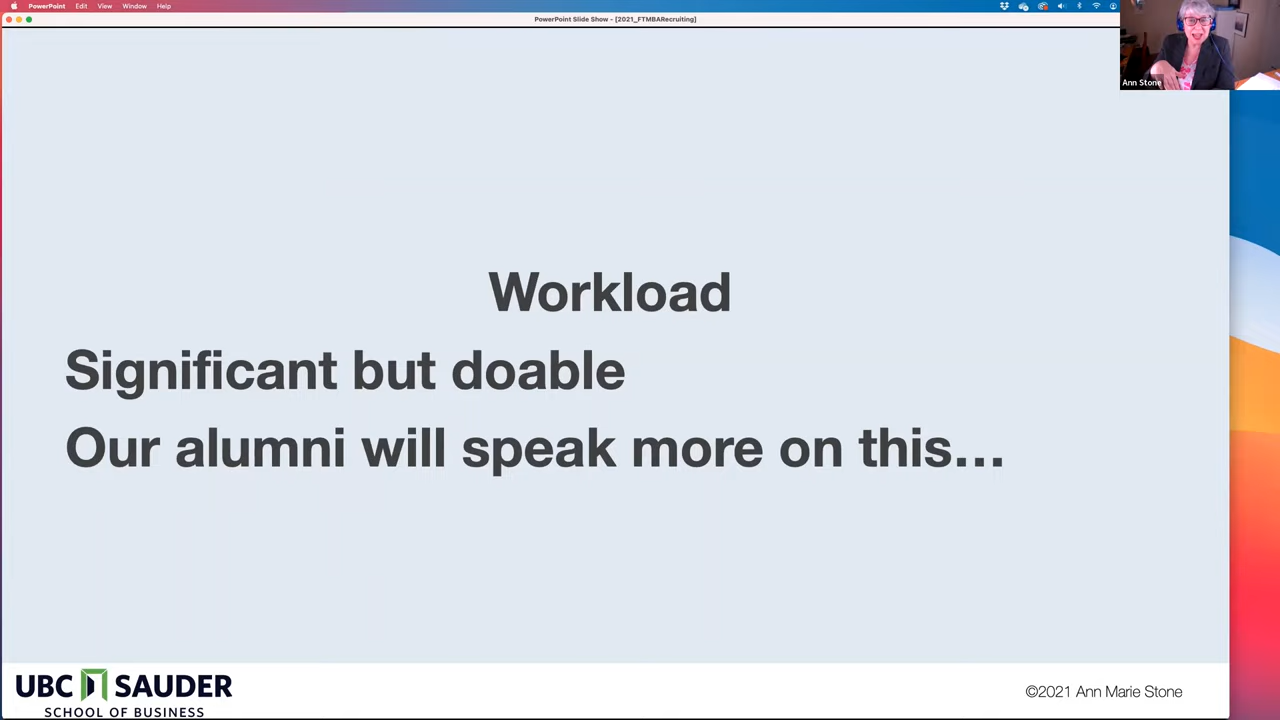 PowerPoint Edit View Window Help
PowerPoint Slide Show - [2021_FTMBARecruiting]
Ann Stone
Workload
Significant but doable
Our alumni will speak more on this...
UBC SAUDER
SCHOOL OF BUSINESS
©2021 Ann Marie Stone